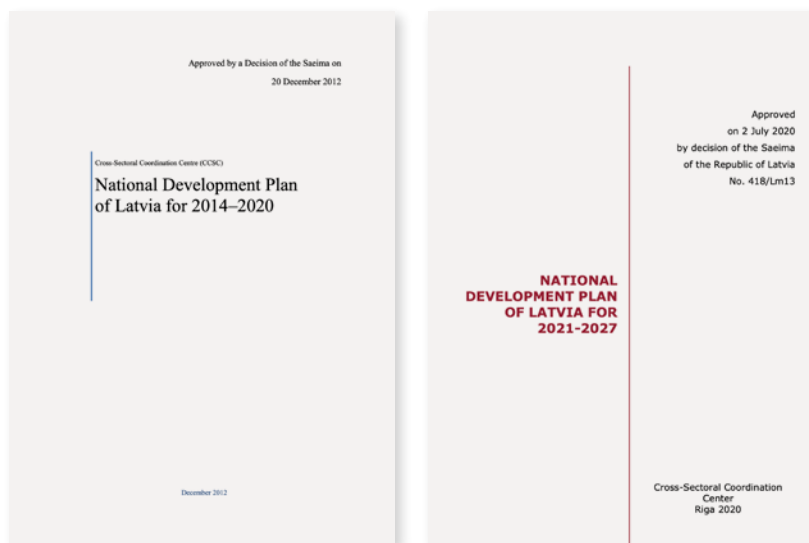 Approved by a Decision of the Saeima on
20 December 2012
Cross-Sectoral Coordination Centre (CCSC)
National Development Plan
of Latvia for 2014–2020
December 2012
Approved
on 2 July 2020
by decision of the Saeima
of the Republic of Latvia
No. 418/Lm13
NATIONAL
DEVELOPMENT PLAN
OF LATVIA FOR
2021-2027
Cross-Sectoral Coordination
Center
Riga 2020